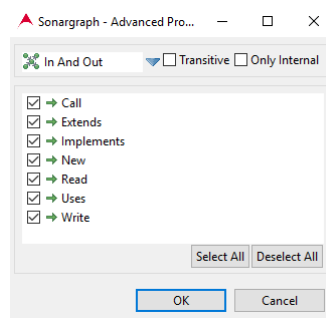 Sonargraph - Advanced Pro...
In And Out Transitive Only Internal
Call
Extends
Implements
New
Read
Uses
Write
Select All Deselect All
OK Cancel